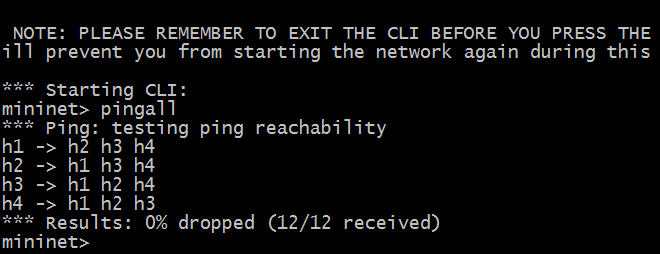 NOTE: PLEASE REMEMBER TO EXIT THE CLI BEFORE YOU PRESS THE
ill prevent you from starting the network again during this
*** Starting CLI:
mininet> pingall
*** Ping: testing ping reachability
h1 -> h2 h3 h4
h2 -> h1 h3 h4
h3 -> h1 h2 h4
h4 -> h1 h2 h3
*** Results: 0% dropped (12/12 received)
mininet>